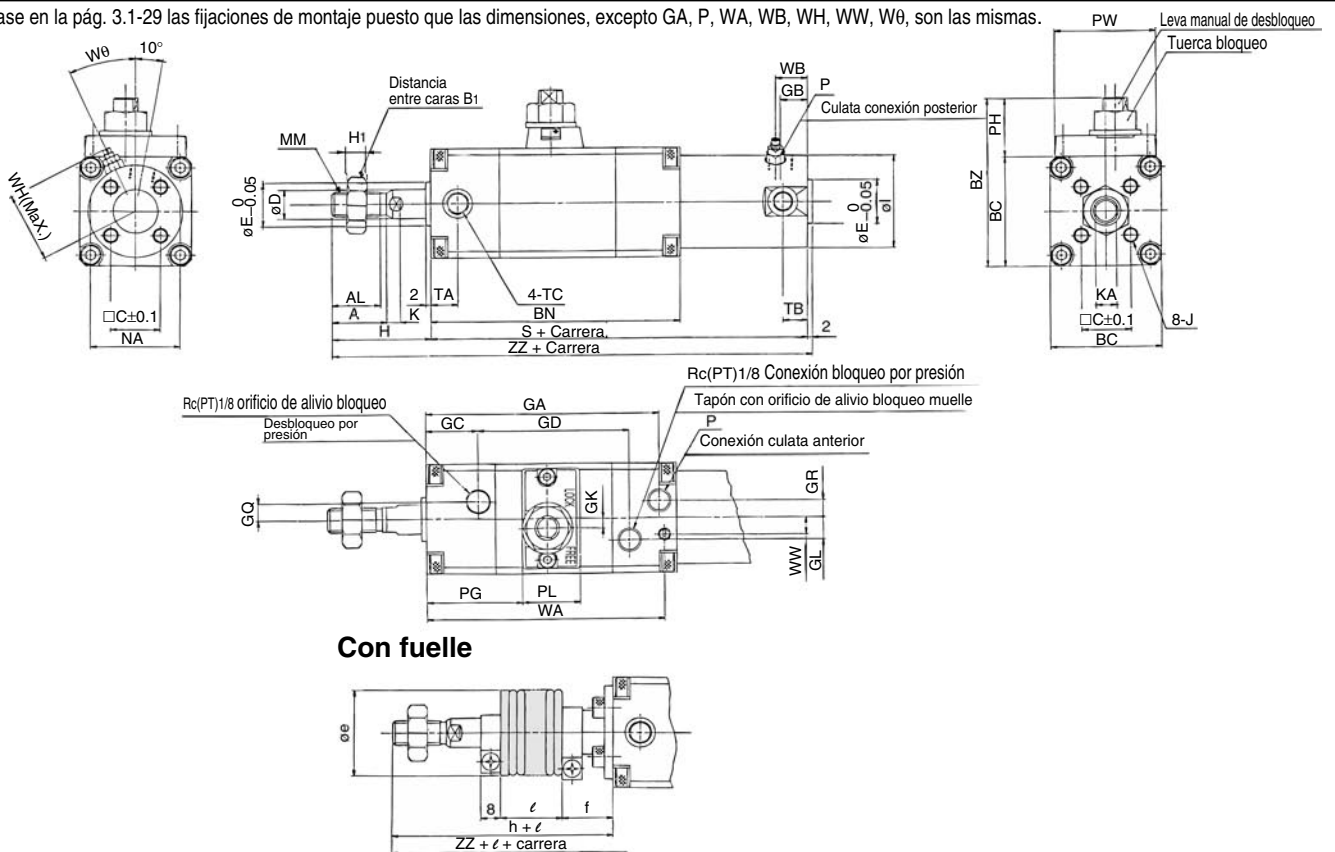 ase en la pág. 3.1-29 las fijaciones de montaje puesto que las dimensiones, excepto GA, P, WA, WB, WH, WW, Wθ, son las mismas.
Wθ
10°
WH(MaX.)
□C±0.1
NA
Distancia
entre caras B1
MM
H1
øE 0 -0.05
øD
WB
GB
P
Culata conexión posterior
øE 0 -0.05
øI
AL
A
K
H
2
TA
4-TC
BN
TB
2
S + Carrera
ZZ + Carrera
PW
Leva manual de desbloqueo
Tuerca bloqueo
PH
BZ
BC
KA
□C±0.1
BC
8-J
Rc(PT)1/8 orificio de alivio bloqueo
Desbloqueo por
presión
Rc(PT)1/8 Conexión bloqueo por presión
Tapón con orificio de alivio bloqueo muelle
P
Conexión culata anterior
GA
GC
GD
GQ
GK
LOCK
FREE
GR
WW
GL
PG
PL
WA
Con fuelle
øe
8
ℓ
f
h + ℓ
ZZ + ℓ + carrera